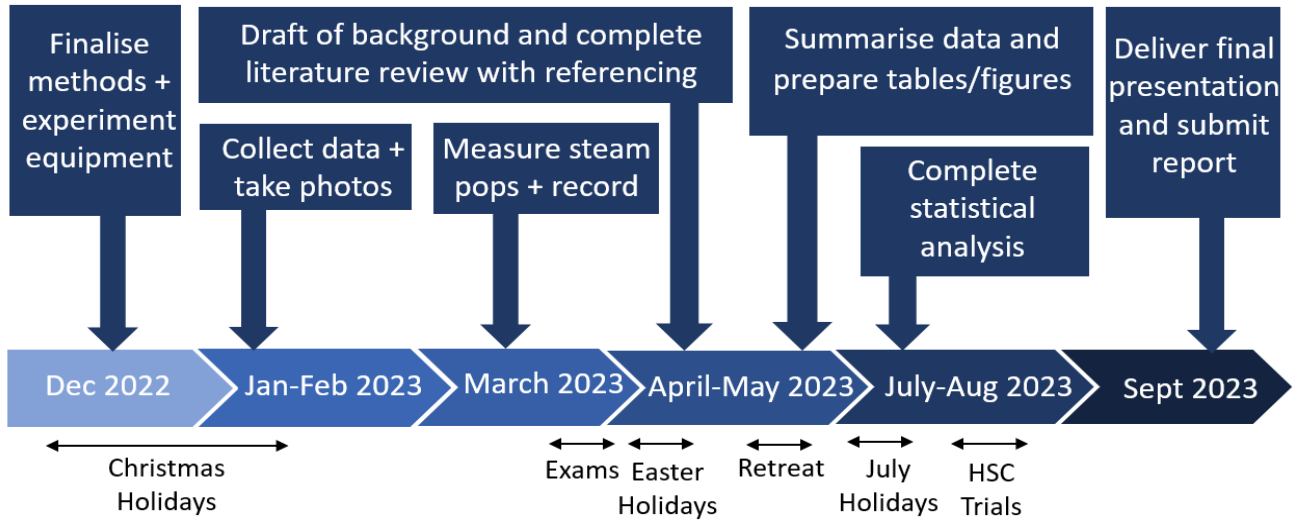 Finalise
methods +
experiment
equipment
Draft of background and complete
literature review with referencing
Collect data +
take photos
Measure steam
pops + record
Summarise data and
prepare tables/figures
Complete
statistical
analysis
Deliver final
presentation
and submit
report
Dec 2022
Jan-Feb 2023
March 2023
April-May 2023
July-Aug 2023
Sept 2023
Christmas
Holidays
Exams
Easter
Holidays
Retreat
July
Holidays
HSC
Trials